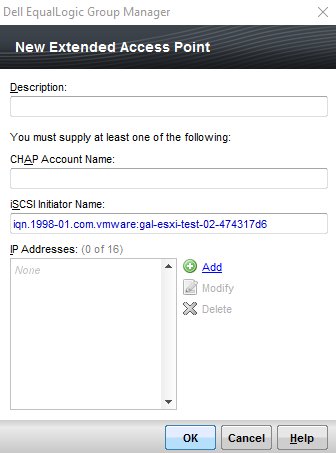 Dell EqualLogic Group Manager
New Extended Access Point
Description:
You must supply at least one of the following:
CHAP Account Name:
iSCSI Initiator Name:
iqn.1998-01.com.vmware:gal-esxi-test-02-474317d6
IP Addresses: (0 of 16)
None
Add
Modify
Delete
OK Cancel Help